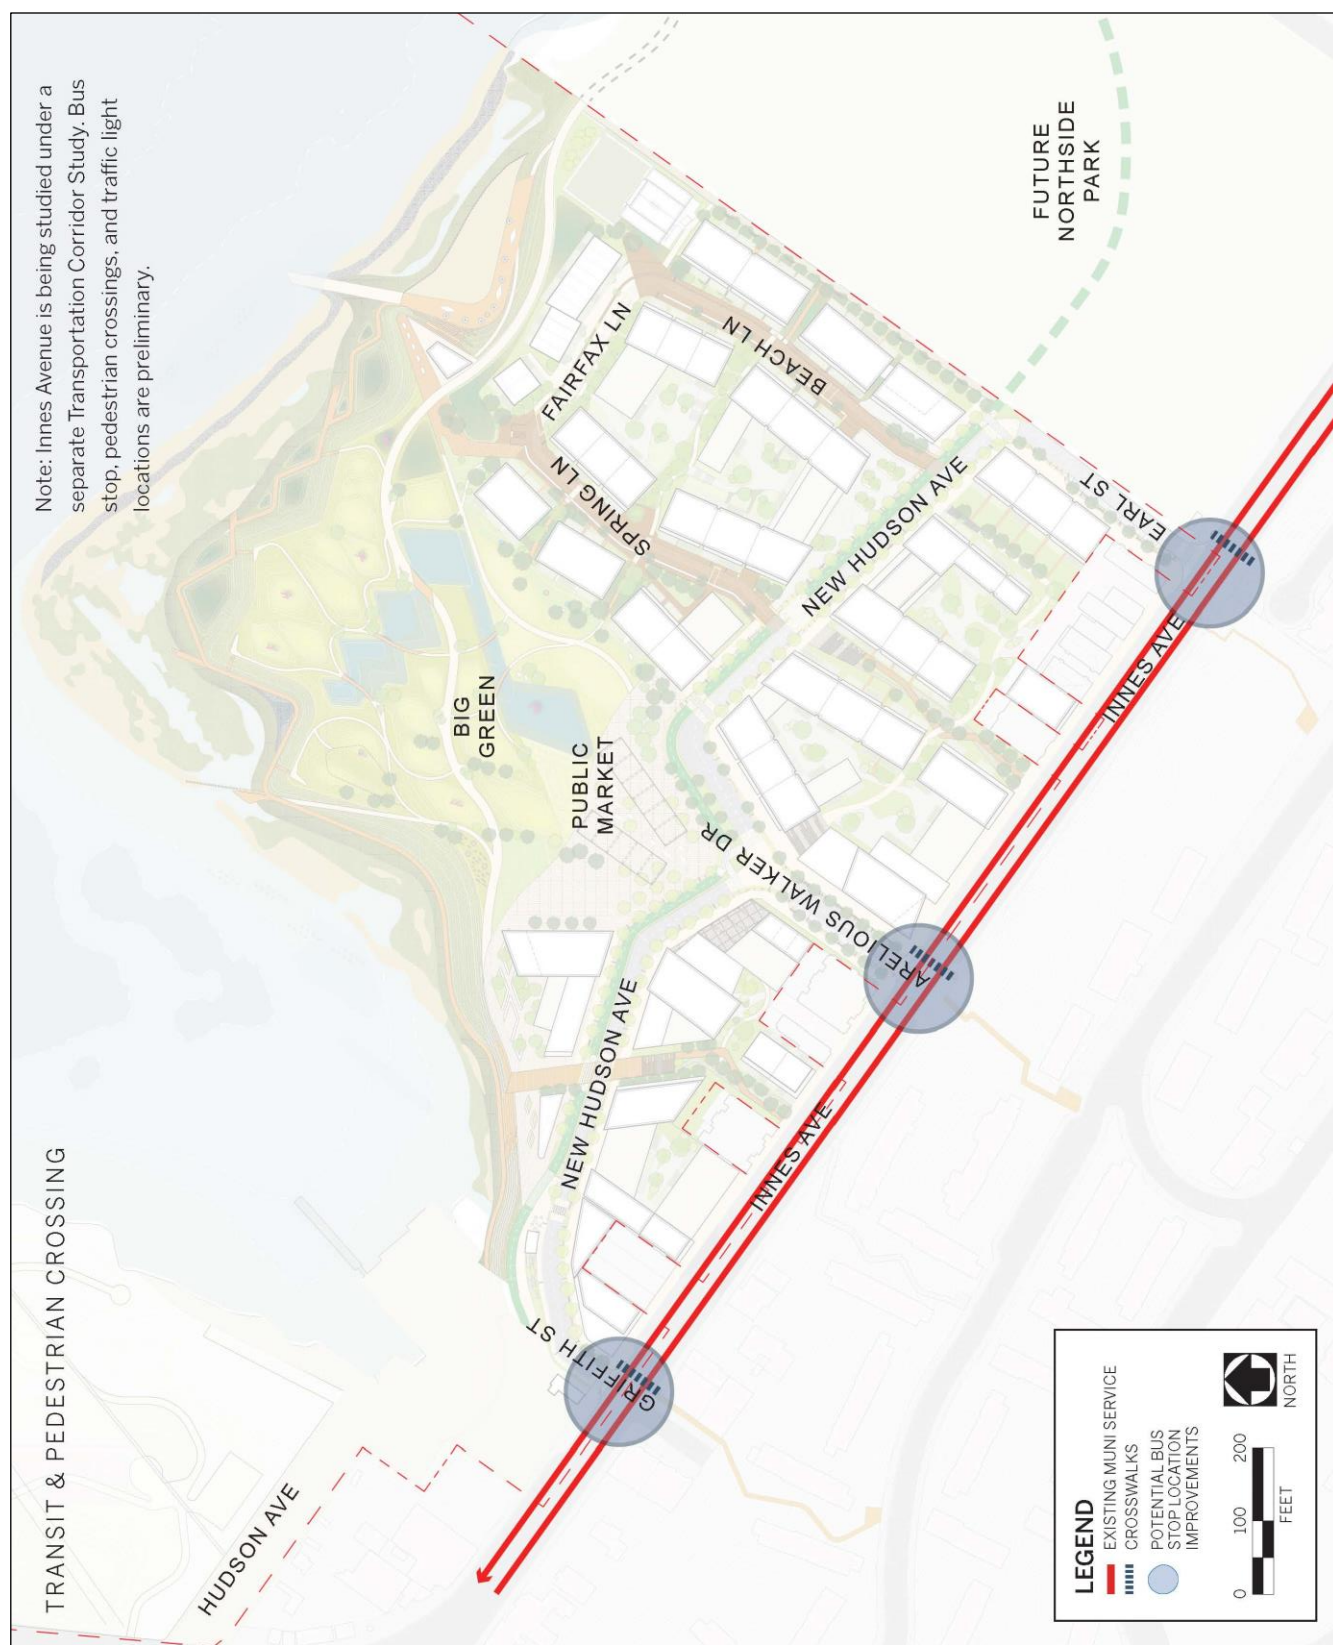 TRANSIT & PEDESTRIAN CROSSING
Note: Innes Avenue is being studied under a
separate Transportation Corridor Study. Bus
stop, pedestrian crossings, and traffic light
locations are preliminary.
HUDSON AVE
GRIFFITH ST
NEW HUDSON AVE
BIG
GREEN
PUBLIC
MARKET
SPRING LN
FAIRFAX LN
BEACH LN
FUTURE
NORTHSIDE
PARK
ARELIOUS WALKER DR
NEW HUDSON AVE
EARL ST
INNES AVE
INNES AVE
LEGEND
EXISTING MUNI SERVICE
CROSSWALKS
POTENTIAL BUS
STOP LOCATION
IMPROVEMENTS
0 100 200
FEET
NORTH